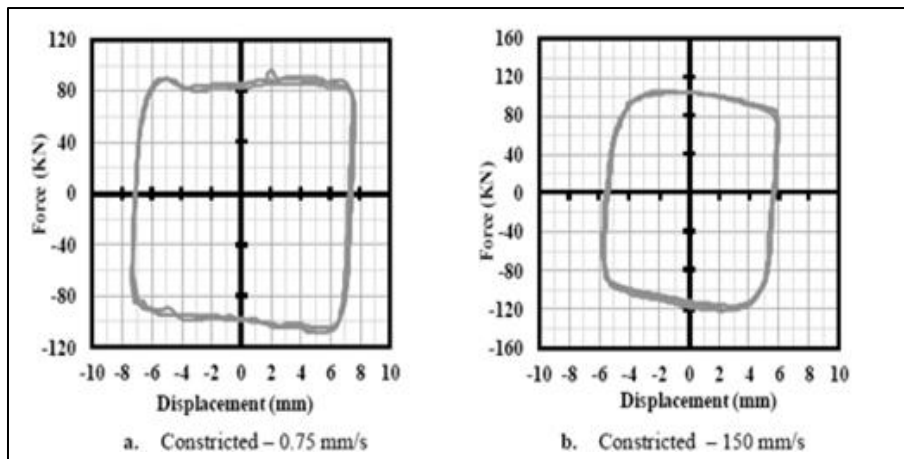 120
80
40
0
-40
-80
-120
Force (KN)
-10 -8 -6 -4 -2 0 2 4 6 8 10
Displacement (mm)
a. Constricted – 0.75 mm/s
160
120
80
40
0
-40
-80
-120
-160
Force (KN)
-10 -8 -6 -4 -2 0 2 4 6 8 10
Displacement (mm)
b. Constricted – 150 mm/s